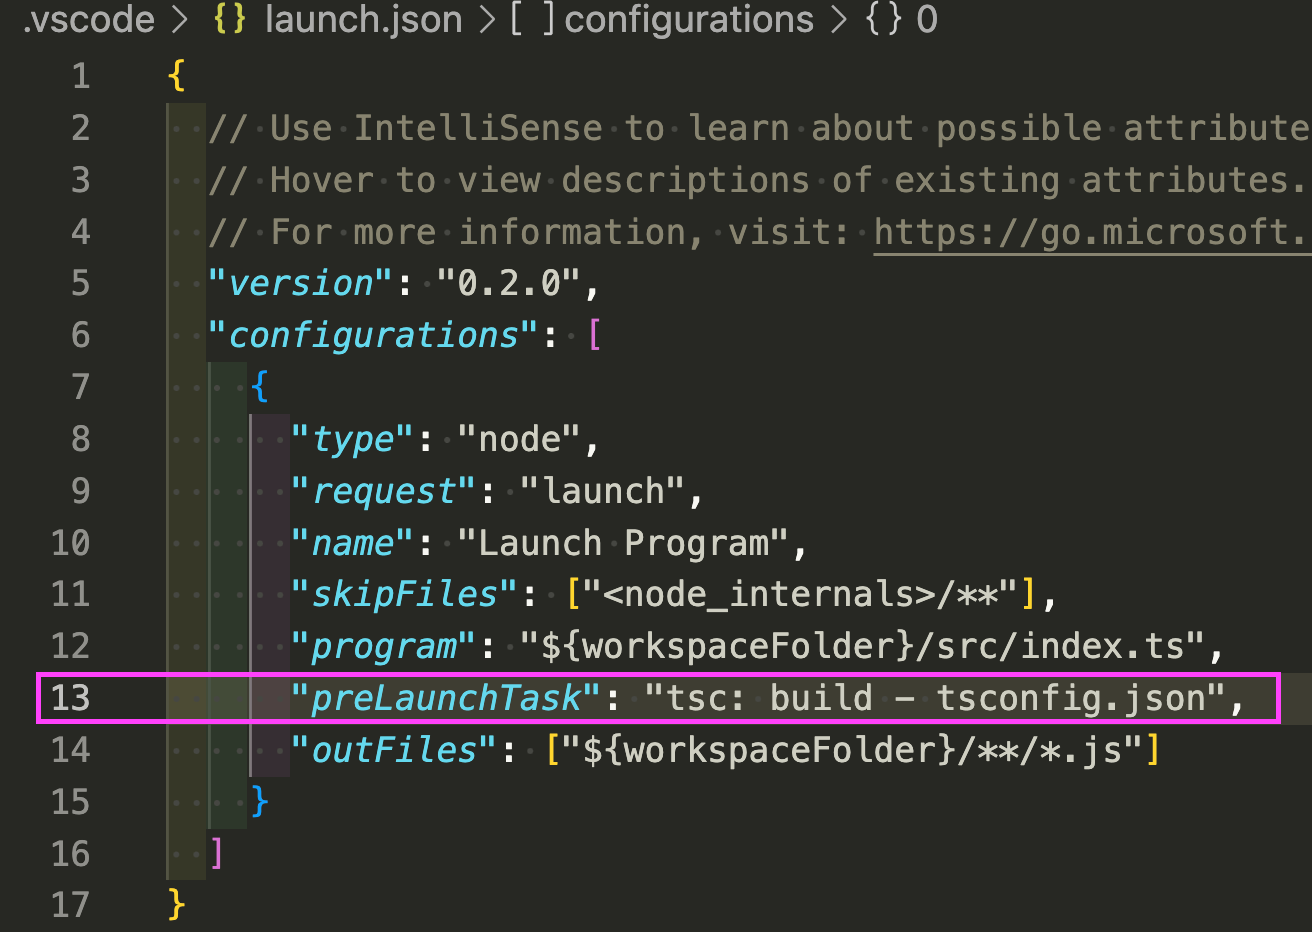 .vscode > {} launch.json > [ ] configurations > {} 0
1 {
2 // Use IntelliSense to learn about possible attribute
3 // Hover to view descriptions of existing attributes.
4 // For more information, visit: https://go.microsoft.
5 "version": "0.2.0",
6 "configurations": [
7 {
8 "type": "node",
9 "request": "launch",
10 "name": "Launch Program",
11 "skipFiles": ["<node_internals>/**"],
12 "program": "${workspaceFolder}/src/index.ts",
13 "preLaunchTask": "tsc: build - tsconfig.json",
14 "outFiles": ["${workspaceFolder}/**/*.js"]
15 }
16 ]
17 }